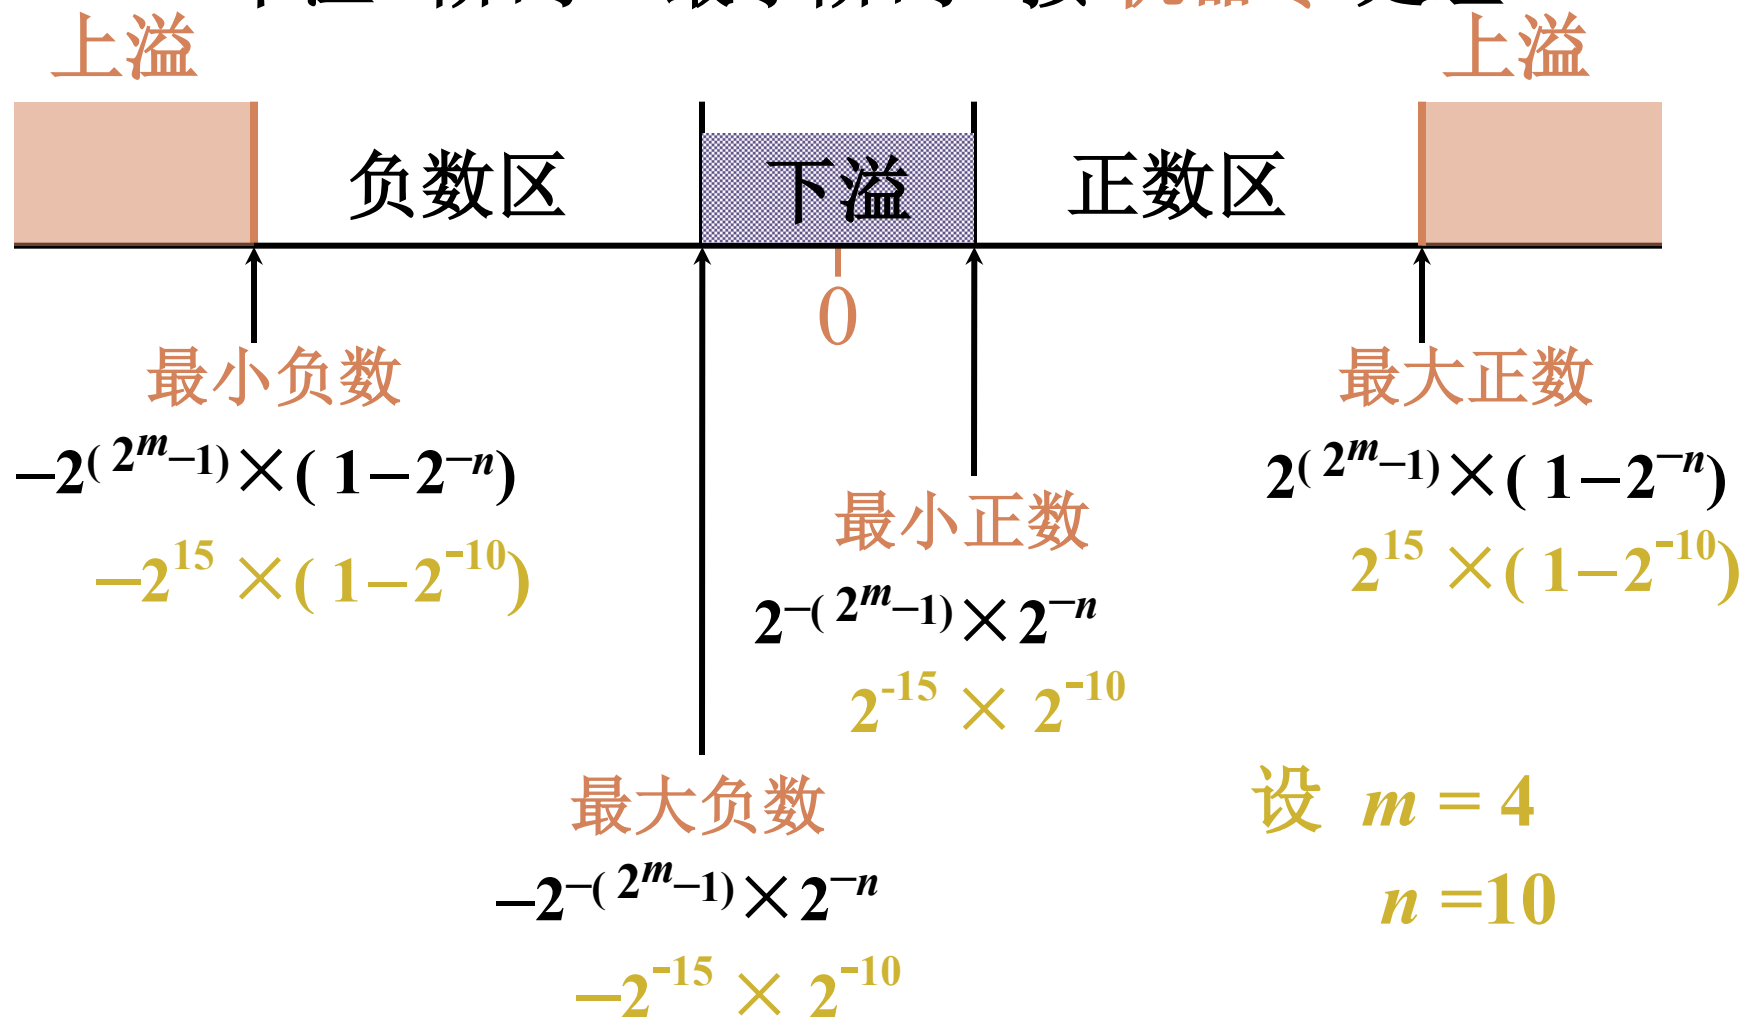 上溢 上溢
负数区 下溢 正数区
0
最小负数 最大正数
−2^(2^m−1)×(1−2^−n) 2^(2^m−1)×(1−2^−n)
−2^15 ×(1−2^-10) 2^15 ×(1−2^-10)
最小正数
2^−(2^m−1)×2^−n
2^-15 × 2^-10
最大负数
−2^−(2^m−1)×2^−n
−2^-15 × 2^-10
设 m = 4
n =10